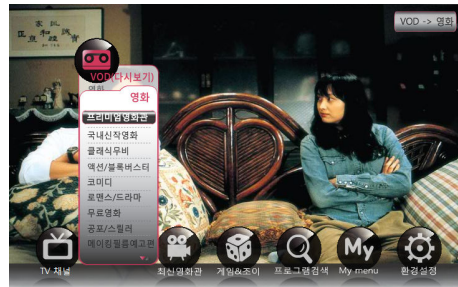 VOD -> 영화
VOD(다시보기)
영화
영화
프리미엄영화관
국내신작영화
클래식무비
액션/블록버스터
코미디
로맨스/드라마
무료영화
공포/스릴러
메이킹필름예고편
TV 채널
최신영화관
게임&조이
프로그램검색
My
My menu
환경설정